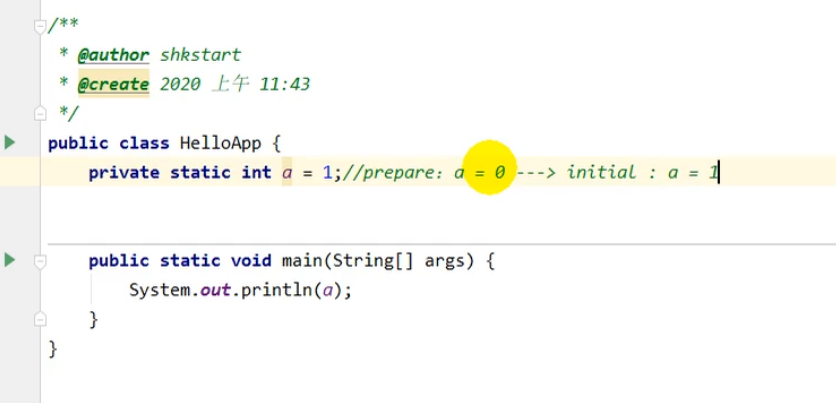 /**
* @author shkstart
* @create 2020 上午 11:43
*/
public class HelloApp {
private static int a = 1;//prepare: a = 0 ---> initial : a = 1
public static void main(String[] args) {
System.out.println(a);
}
}